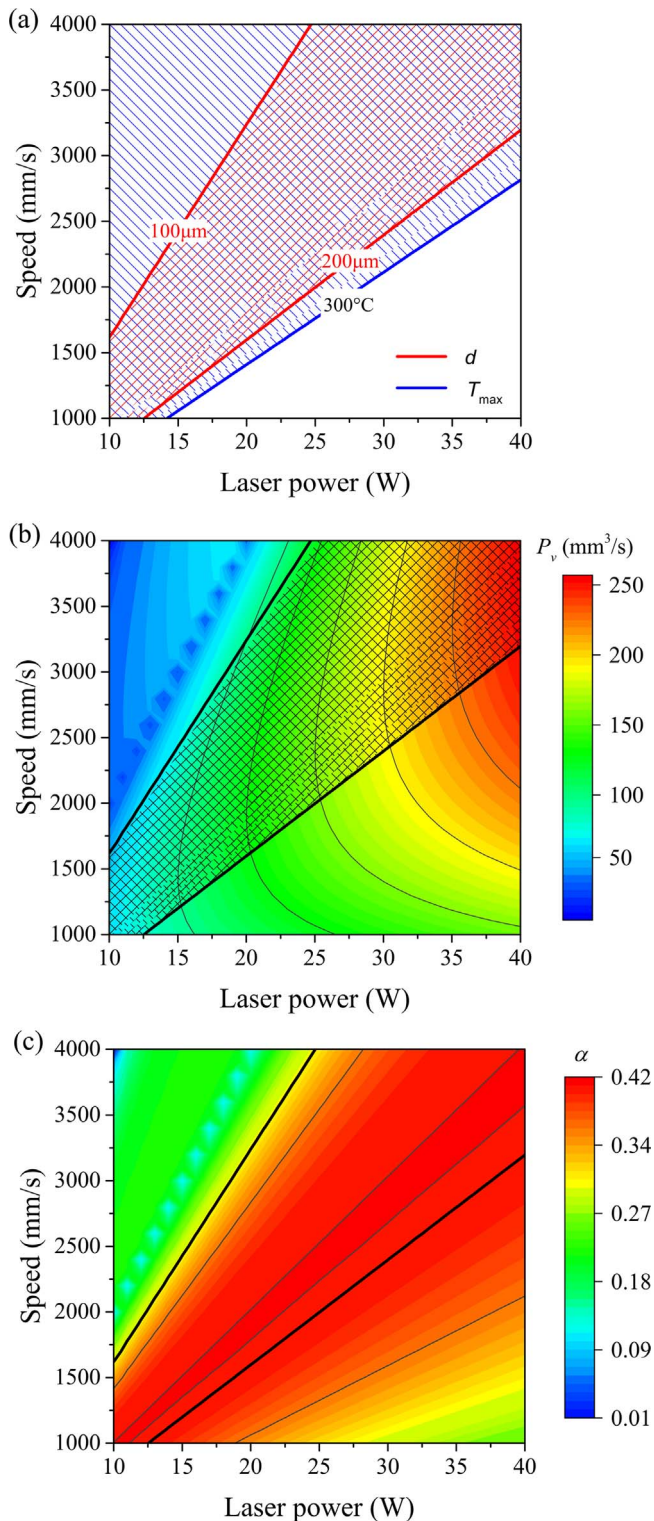 (a)
4000
3500
3000
2500
2000
1500
1000
Speed (mm/s)
100μm
200μm
300°C
d
T_max
10 15 20 25 30 35 40
Laser power (W)
(b)
4000
3500
3000
2500
2000
1500
1000
Speed (mm/s)
10 15 20 25 30 35 40
Laser power (W)
P_v (mm³/s)
250
200
150
100
50
(c)
4000
3500
3000
2500
2000
1500
1000
Speed (mm/s)
10 15 20 25 30 35 40
Laser power (W)
α
0.42
0.34
0.27
0.18
0.09
0.01